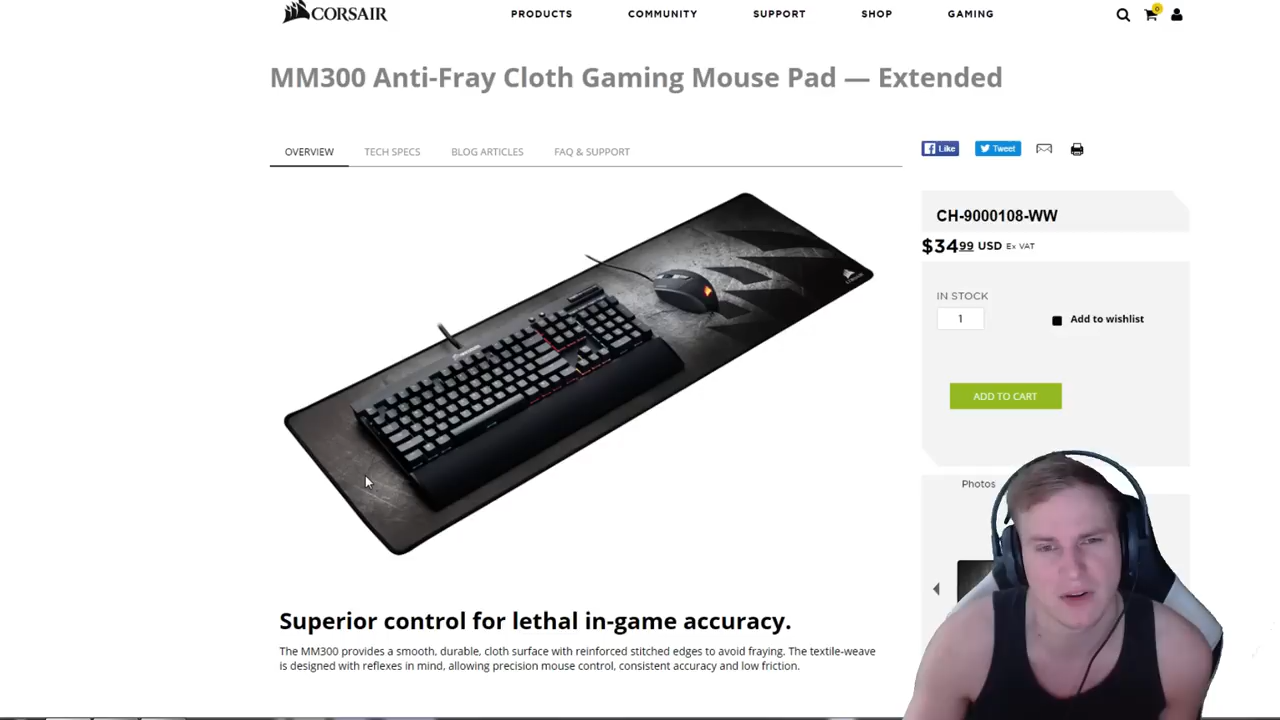 CORSAIR
PRODUCTS
COMMUNITY
SUPPORT
SHOP
GAMING
0
MM300 Anti-Fray Cloth Gaming Mouse Pad — Extended
OVERVIEW
TECH SPECS
BLOG ARTICLES
FAQ & SUPPORT
Like
Tweet
CH-9000108-WW
$34.99 USD Ex VAT
IN STOCK
1
Add to wishlist
ADD TO CART
Photos
Superior control for lethal in-game accuracy.
The MM300 provides a smooth, durable, cloth surface with reinforced stitched edges to avoid fraying. The textile-weave
is designed with reflexes in mind, allowing precision mouse control, consistent accuracy and low friction.